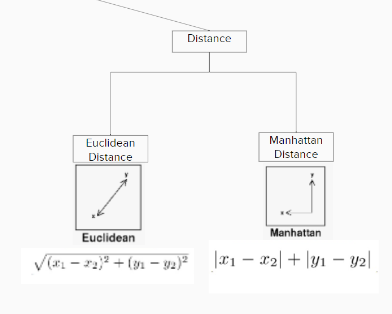 Distance
Euclidean
Distance
Manhattan
Distance
y
x
Euclidean
y
x
Manhattan
√(x₁ − x₂)² + (y₁ − y₂)²
|x₁ − x₂| + |y₁ − y₂|